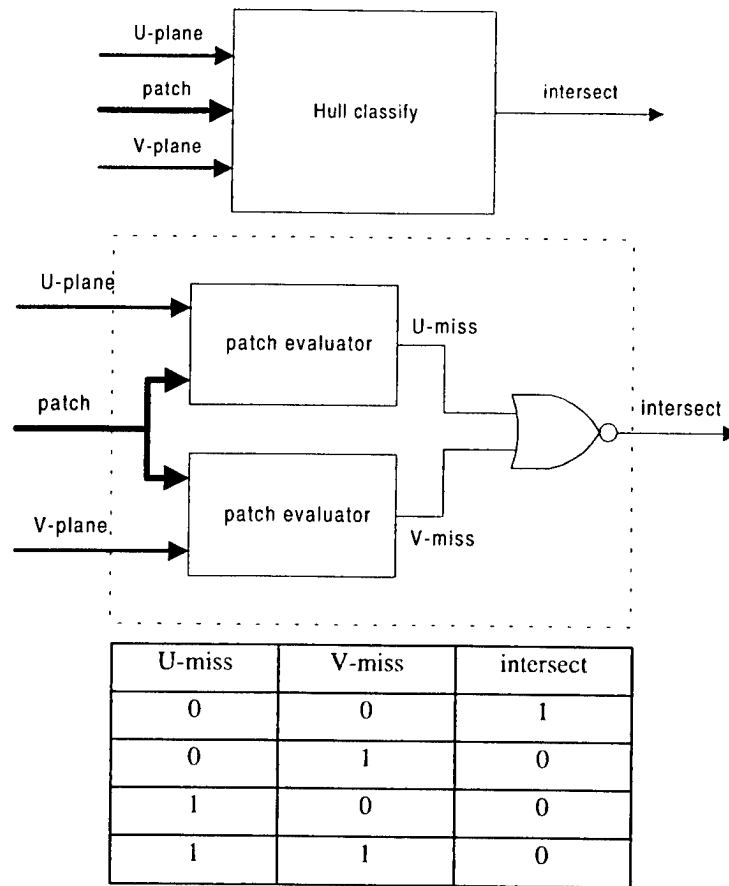 U-plane
patch
V-plane
Hull classify
intersect
U-plane
patch evaluator
U-miss
patch
intersect
patch evaluator
V-plane
V-miss
U-miss V-miss intersect
0 0 1
0 1 0
1 0 0
1 1 0